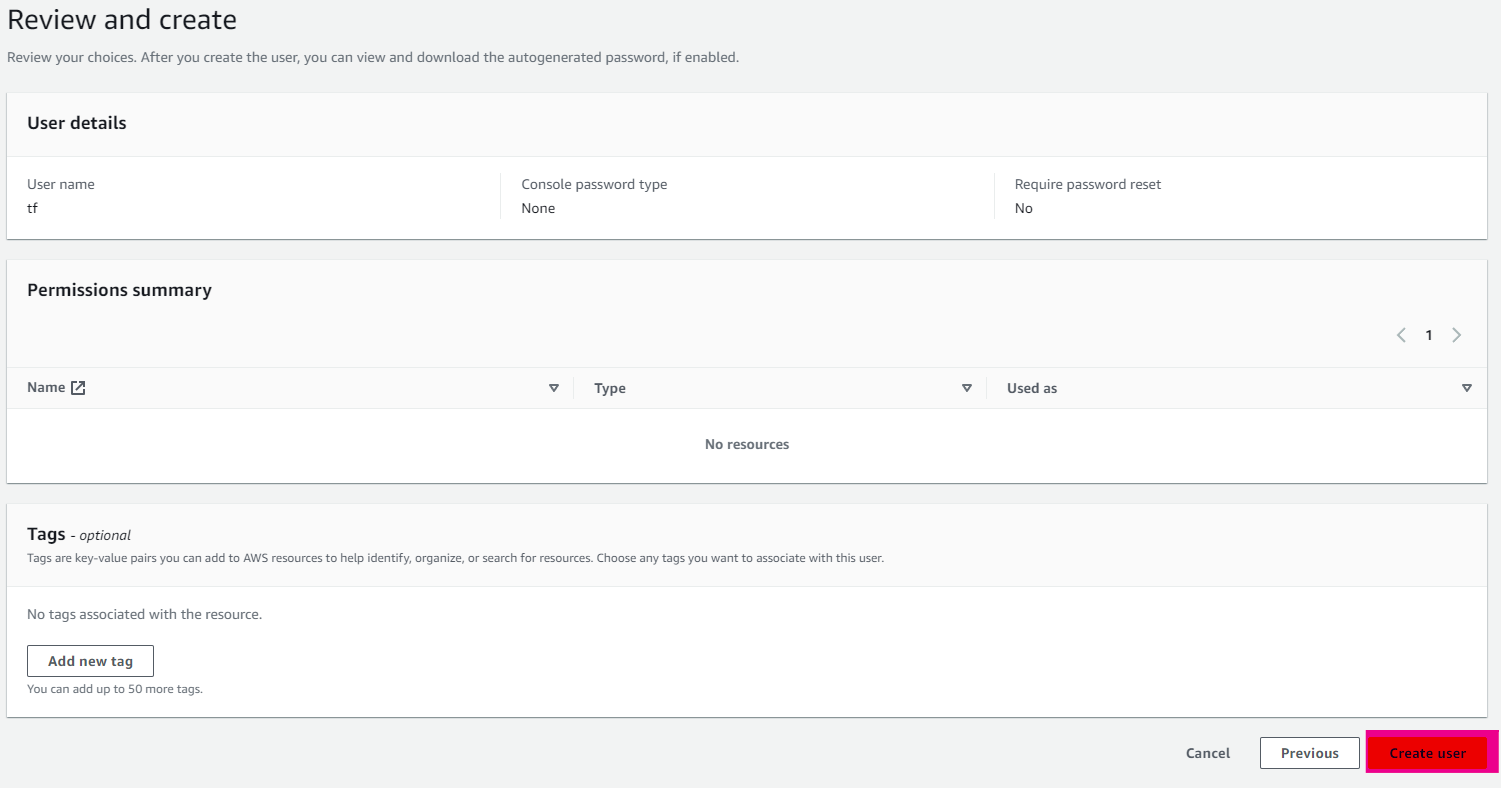 Review and create
Review your choices. After you create the user, you can view and download the autogenerated password, if enabled.
User details
User name
tf
Console password type
None
Require password reset
No
Permissions summary
1
Name
Type
Used as
No resources
Tags - optional
Tags are key-value pairs you can add to AWS resources to help identify, organize, or search for resources. Choose any tags you want to associate with this user.
No tags associated with the resource.
Add new tag
You can add up to 50 more tags.
Cancel
Previous
Create user